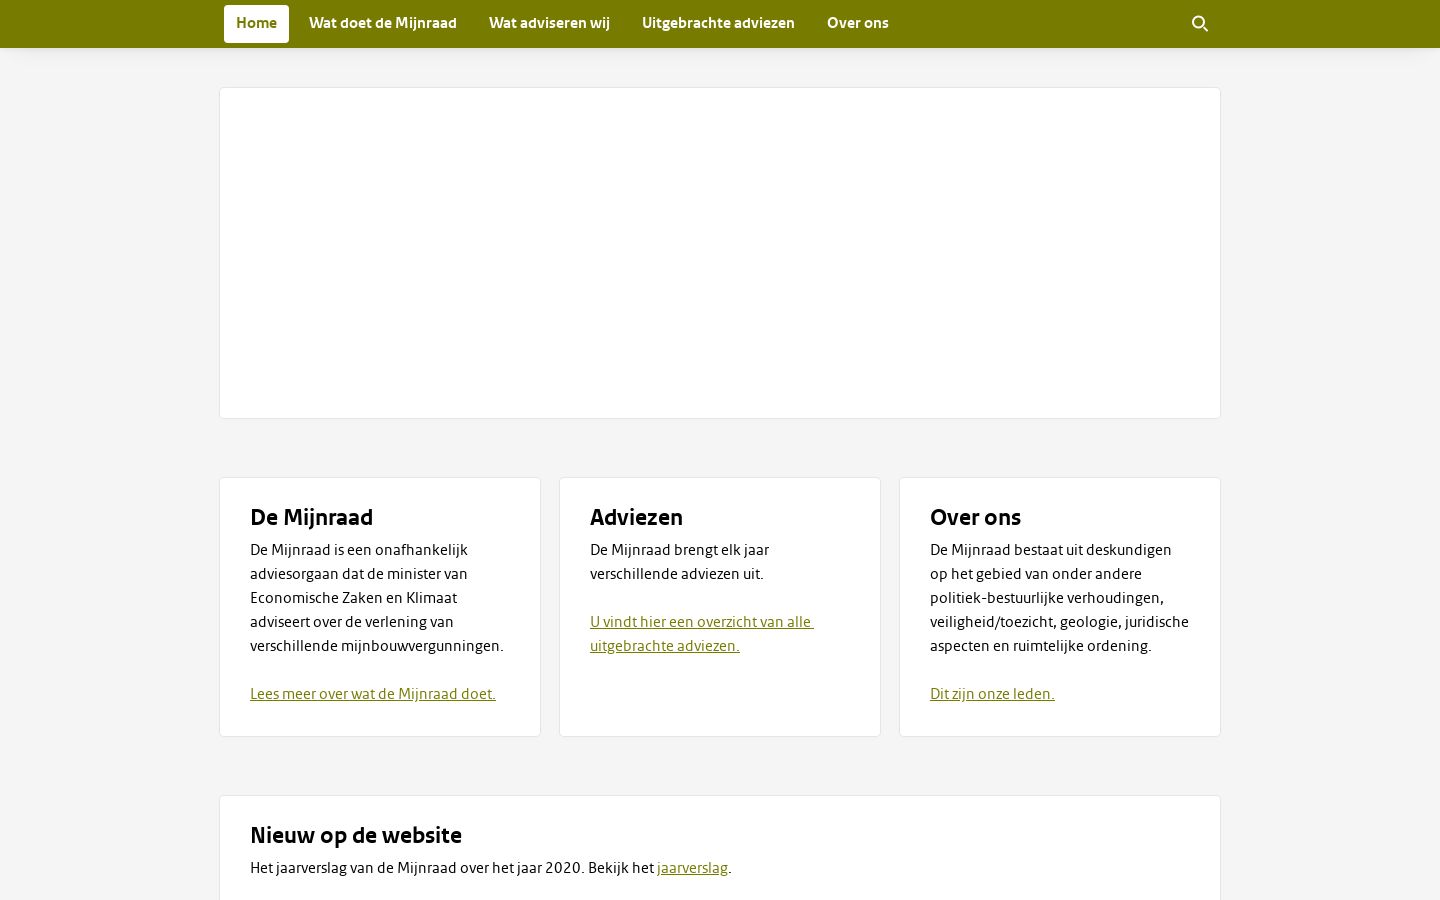 Home Wat doet de Mijnraad Wat adviseren wij Uitgebrachte adviezen Over ons
De Mijnraad
De Mijnraad is een onafhankelijk
adviesorgaan dat de minister van
Economische Zaken en Klimaat
adviseert over de verlening van
verschillende mijnbouwvergunningen.
Lees meer over wat de Mijnraad doet.
Adviezen
De Mijnraad brengt elk jaar
verschillende adviezen uit.
U vindt hier een overzicht van alle
uitgebrachte adviezen.
Over ons
De Mijnraad bestaat uit deskundigen
op het gebied van onder andere
politiek-bestuurlijke verhoudingen,
veiligheid/toezicht, geologie, juridische
aspecten en ruimtelijke ordening.
Dit zijn onze leden.
Nieuw op de website
Het jaarverslag van de Mijnraad over het jaar 2020. Bekijk het jaarverslag.